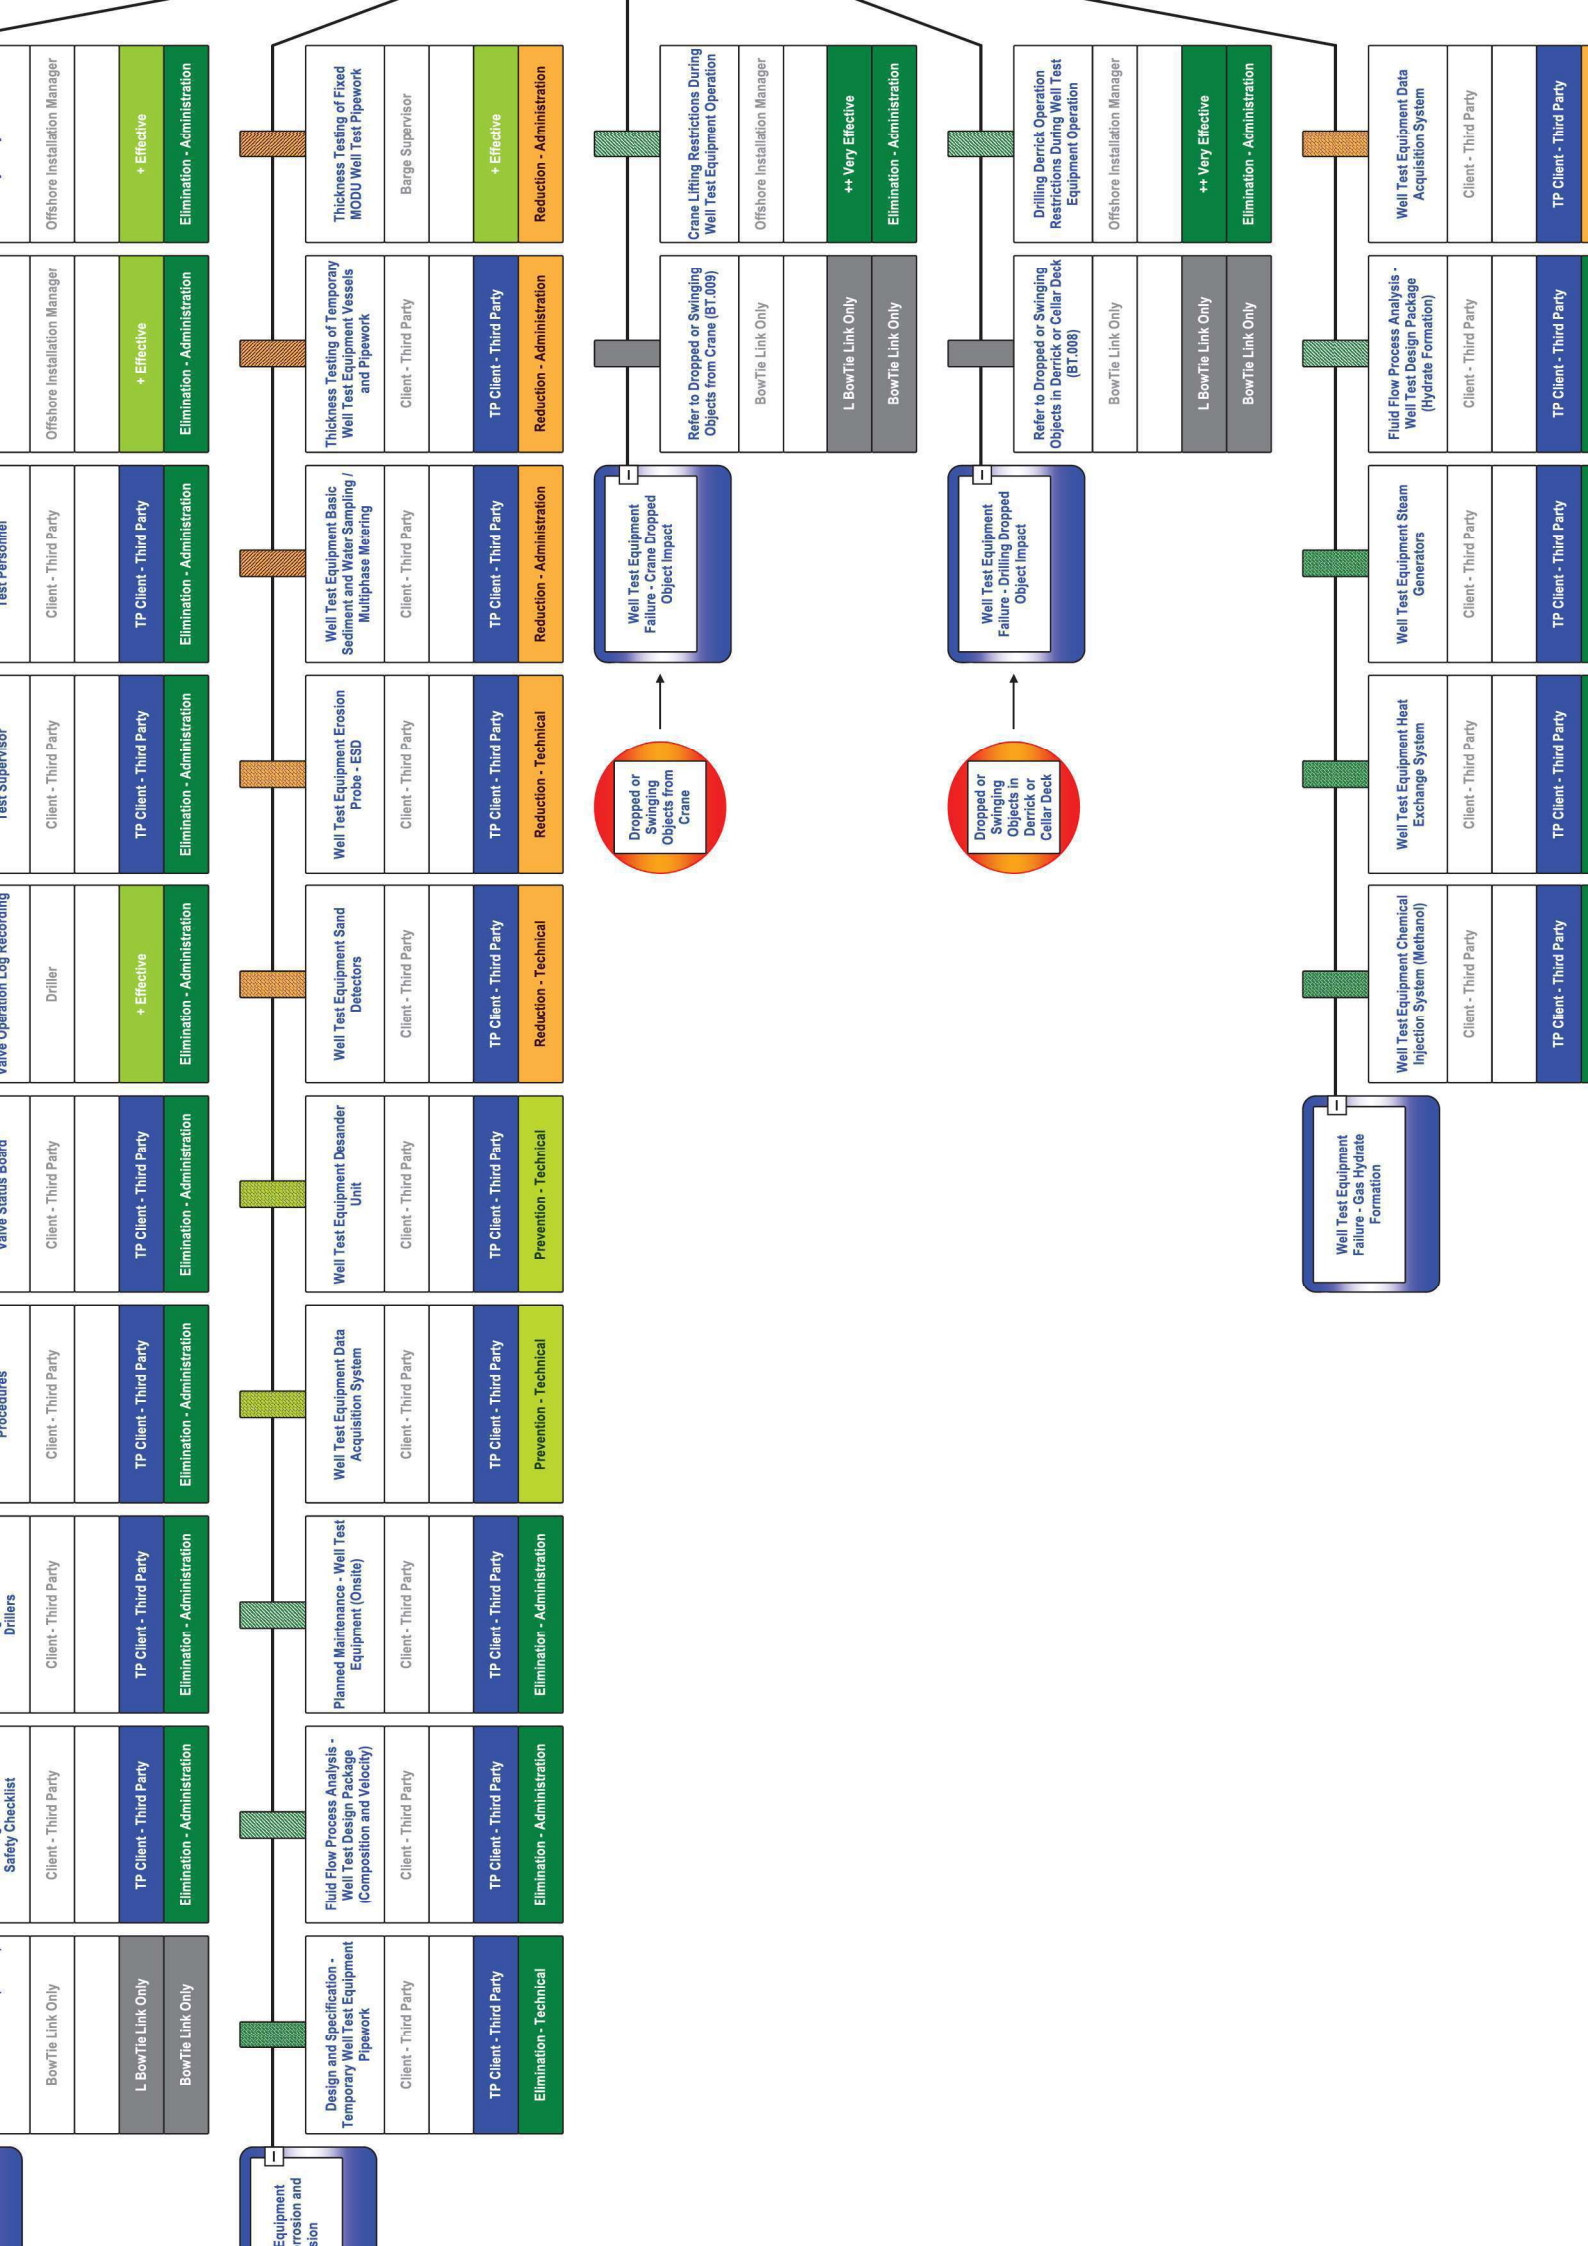 BowTie Link Only
L BowTie Link Only
BowTie Link Only
Safety Checklist
Client - Third Party
TP Client - Third Party
Elimination - Administration
Drillers
Client - Third Party
TP Client - Third Party
Elimination - Administration
Procedures
Client - Third Party
TP Client - Third Party
Elimination - Administration
Valve Status Board
Client - Third Party
TP Client - Third Party
Elimination - Administration
Valve Operation Log Recording
Driller
+ Effective
Elimination - Administration
Test Supervisor
Client - Third Party
TP Client - Third Party
Elimination - Administration
Test Personnel
Client - Third Party
TP Client - Third Party
Elimination - Administration
Offshore Installation Manager
+ Effective
Elimination - Administration
Offshore Installation Manager
+ Effective
Elimination - Administration
Equipment
rrosion and
sion
Design and Specification -
Temporary Well Test Equipment
Pipework
Client - Third Party
TP Client - Third Party
Elimination - Technical
Fluid Flow Process Analysis -
Well Test Design Package
(Composition and Velocity)
Client - Third Party
TP Client - Third Party
Elimination - Administration
Planned Maintenance - Well Test
Equipment (Onsite)
Client - Third Party
TP Client - Third Party
Elimination - Administration
Well Test Equipment Data
Acquisition System
Client - Third Party
TP Client - Third Party
Prevention - Technical
Well Test Equipment Desander
Unit
Client - Third Party
TP Client - Third Party
Prevention - Technical
Well Test Equipment Sand
Detectors
Client - Third Party
TP Client - Third Party
Reduction - Technical
Well Test Equipment Erosion
Probe - ESD
Client - Third Party
TP Client - Third Party
Reduction - Technical
Well Test Equipment Basic
Sediment and Water Sampling /
Multiphase Metering
Client - Third Party
TP Client - Third Party
Reduction - Administration
Thickness Testing of Temporary
Well Test Equipment Vessels
and Pipework
Client - Third Party
TP Client - Third Party
Reduction - Administration
Thickness Testing of Fixed
MODU Well Test Pipework
Barge Supervisor
+ Effective
Reduction - Administration
Dropped or
Swinging
Objects from
Crane
Well Test Equipment
Failure - Crane Dropped
Object Impact
Refer to Dropped or Swinging
Objects from Crane (BT.009)
BowTie Link Only
L BowTie Link Only
BowTie Link Only
Crane Lifting Restrictions During
Well Test Equipment Operation
Offshore Installation Manager
++ Very Effective
Elimination - Administration
Dropped or
Swinging
Objects in
Derrick or
Cellar Deck
Well Test Equipment
Failure - Drilling Dropped
Object Impact
Refer to Dropped or Swinging
Objects in Derrick or Cellar Deck
(BT.008)
BowTie Link Only
L BowTie Link Only
BowTie Link Only
Drilling Derrick Operation
Restrictions During Well Test
Equipment Operation
Offshore Installation Manager
++ Very Effective
Elimination - Administration
Well Test Equipment
Failure - Gas Hydrate
Formation
Well Test Equipment Chemical
Injection System (Methanol)
Client - Third Party
TP Client - Third Party
Well Test Equipment Heat
Exchange System
Client - Third Party
TP Client - Third Party
Well Test Equipment Steam
Generators
Client - Third Party
TP Client - Third Party
Fluid Flow Process Analysis -
Well Test Design Package
(Hydrate Formation)
Client - Third Party
TP Client - Third Party
Well Test Equipment Data
Acquisition System
Client - Third Party
TP Client - Third Party